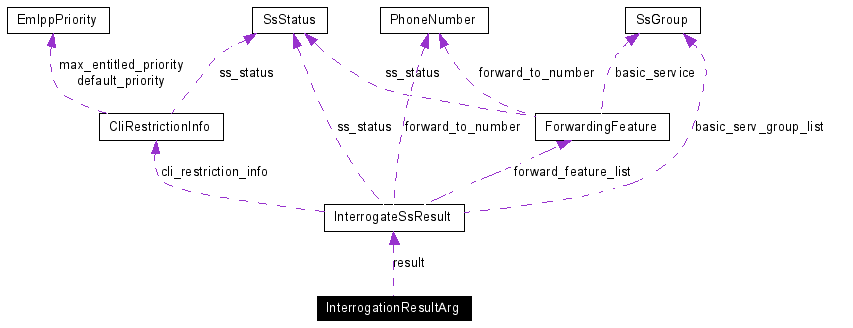 EmlppPriority
SsStatus
PhoneNumber
SsGroup
max_entitled_priority
default_priority
ss_status
ss_status
forward_to_number
basic_service
CliRestrictionInfo
ss_status
forward_to_number
ForwardingFeature
basic_serv_group_list
cli_restriction_info
forward_feature_list
InterrogateSsResult
result
InterrogationResultArg